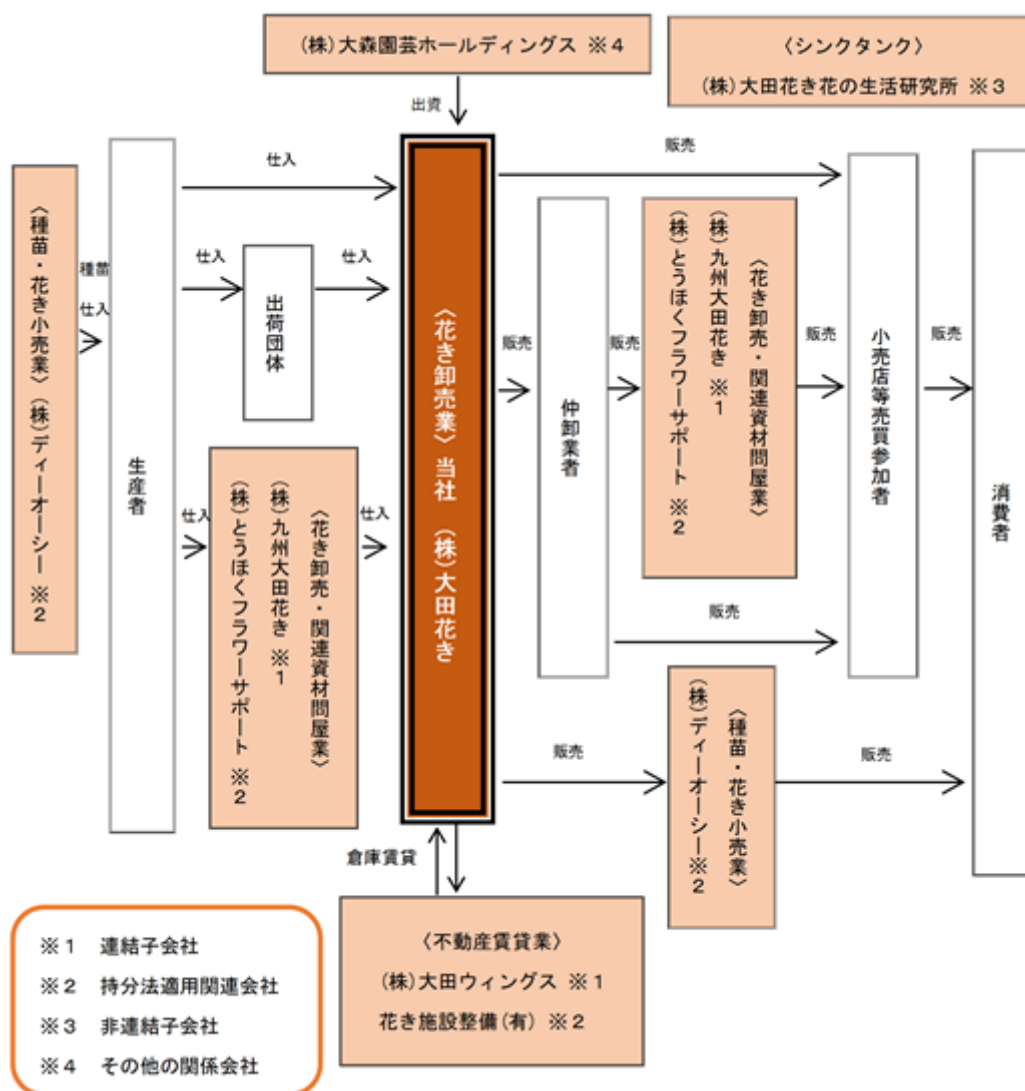 (株)大森園芸ホールディングス ※4
〈シンクタンク〉
(株)大田花き花の生活研究所 ※3
出資
〈種苗・花き小売業〉(株)ディーオーシー ※2
種苗
仕入
生産者
仕入
仕入
出荷団体
仕入
仕入
〈花き卸売・関連資材問屋業〉
(株)九州大田花き ※1
(株)とうほくフラワーサポート ※2
仕入
〈花き卸売業〉当社 (株)大田花き
販売
販売
仲卸業者
販売
〈花き卸売・関連資材問屋業〉
(株)九州大田花き ※1
(株)とうほくフラワーサポート ※2
販売
販売
小売店等売買参加者
販売
消費者
販売
〈種苗・花き小売業〉
(株)ディーオーシー※2
販売
倉庫賃貸
〈不動産賃貸業〉
(株)大田ウィングス ※1
花き施設整備(有) ※2
※1 連結子会社
※2 持分法適用関連会社
※3 非連結子会社
※4 その他の関係会社